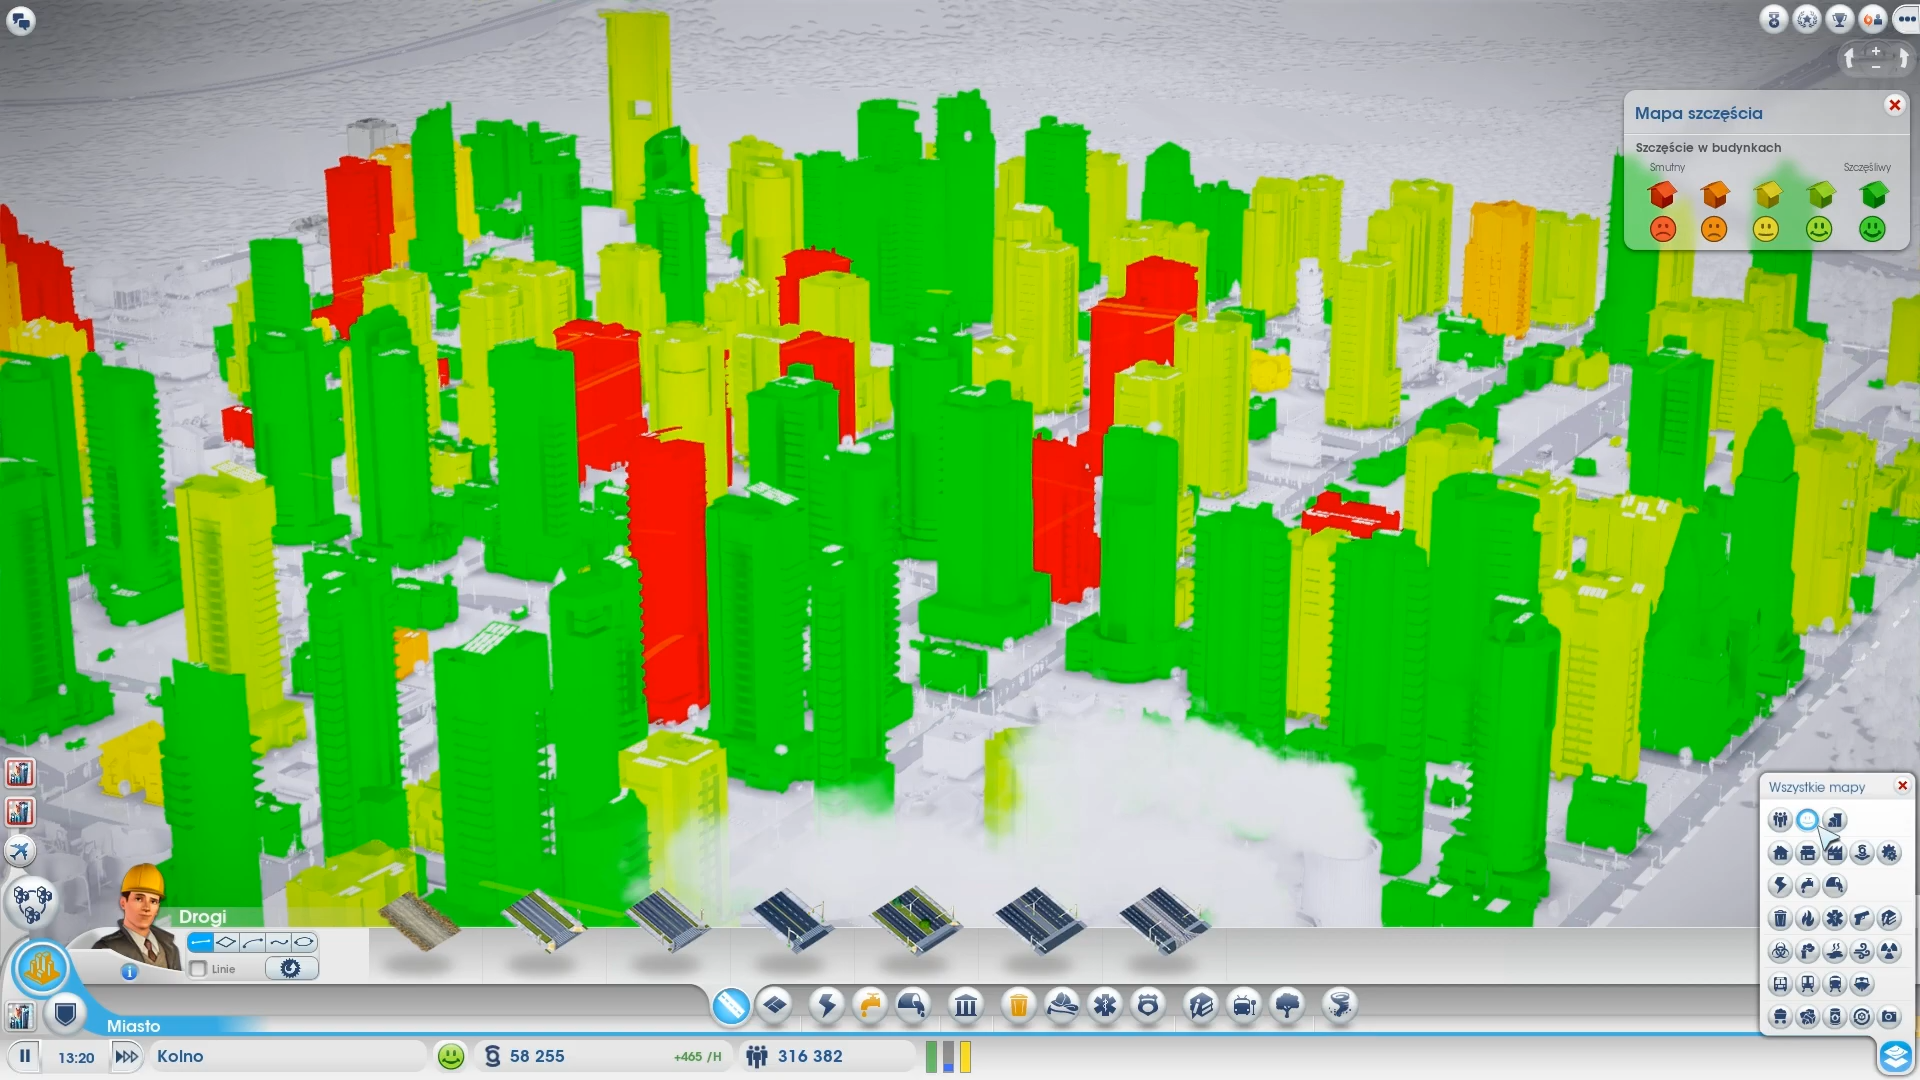 Mapa szczęścia
Szczęście w budynkach
Smutny
Szczęśliwy
Wszystkie mapy
Drogi
Linie
Miasto
13:20
Kolno
58 255
+465 /H
316 382